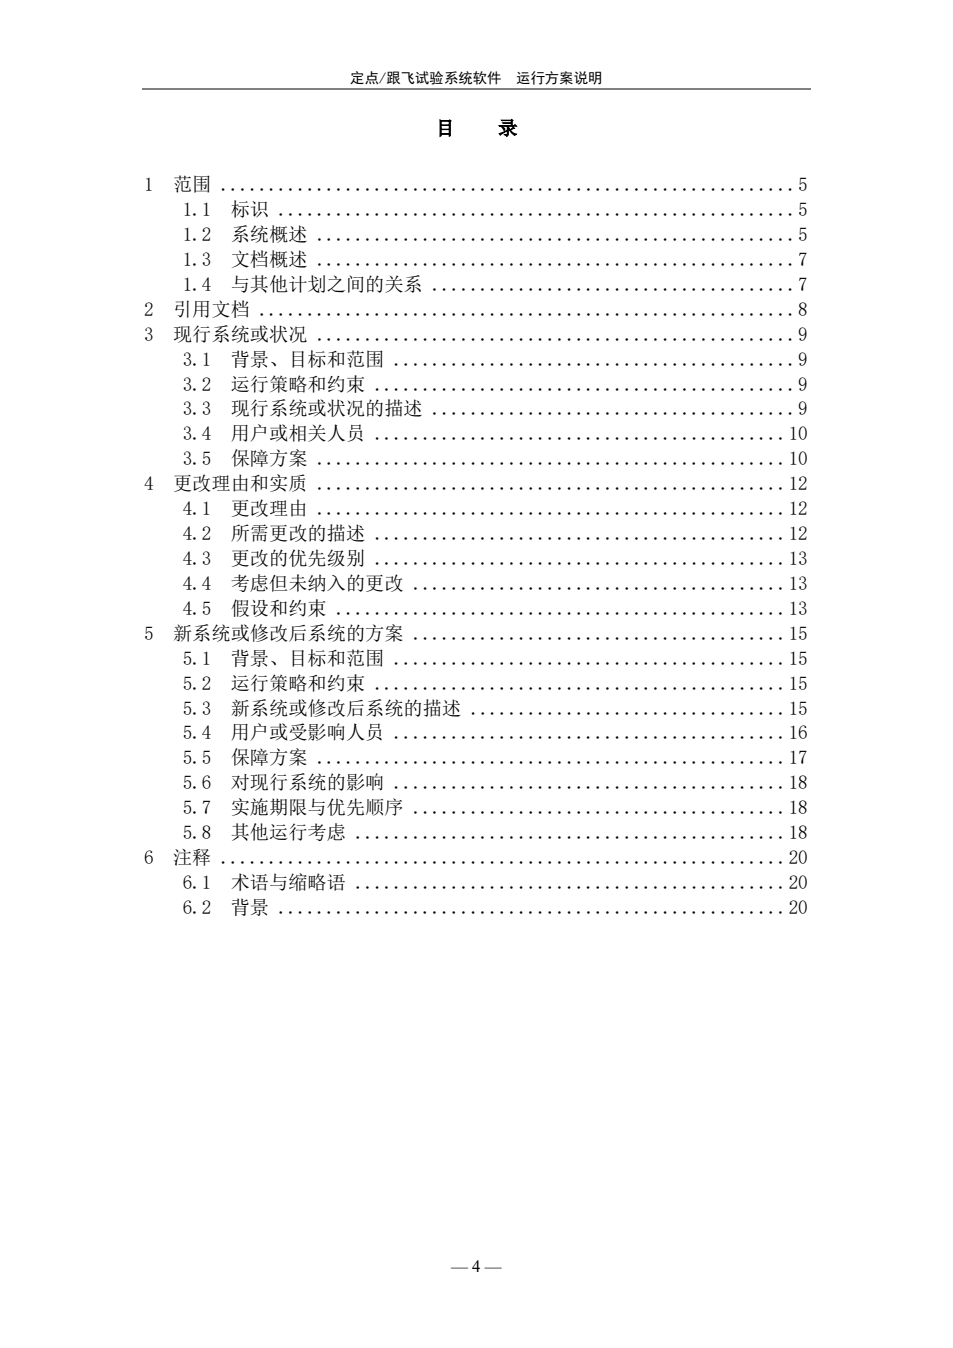 定点/跟飞试验系统软件　运行方案说明
目　　录
1　范围 ............................................................ 5
1.1　标识 ...................................................... 5
1.2　系统概述 .................................................. 5
1.3　文档概述 .................................................. 7
1.4　与其他计划之间的关系 ...................................... 7
2　引用文档 ........................................................ 8
3　现行系统或状况 .................................................. 9
3.1　背景、目标和范围 .......................................... 9
3.2　运行策略和约束 ............................................ 9
3.3　现行系统或状况的描述 ...................................... 9
3.4　用户或相关人员 ........................................... 10
3.5　保障方案 ................................................. 10
4　更改理由和实质 ................................................. 12
4.1　更改理由 ................................................. 12
4.2　所需更改的描述 ........................................... 12
4.3　更改的优先级别 ........................................... 13
4.4　考虑但未纳入的更改 ....................................... 13
4.5　假设和约束 ............................................... 13
5　新系统或修改后系统的方案 ....................................... 15
5.1　背景、目标和范围 ......................................... 15
5.2　运行策略和约束 ........................................... 15
5.3　新系统或修改后系统的描述 ................................. 15
5.4　用户或受影响人员 ......................................... 16
5.5　保障方案 ................................................. 17
5.6　对现行系统的影响 ......................................... 18
5.7　实施期限与优先顺序 ....................................... 18
5.8　其他运行考虑 ............................................. 18
6　注释 ........................................................... 20
6.1　术语与缩略语 ............................................. 20
6.2　背景 ..................................................... 20
— 4 —